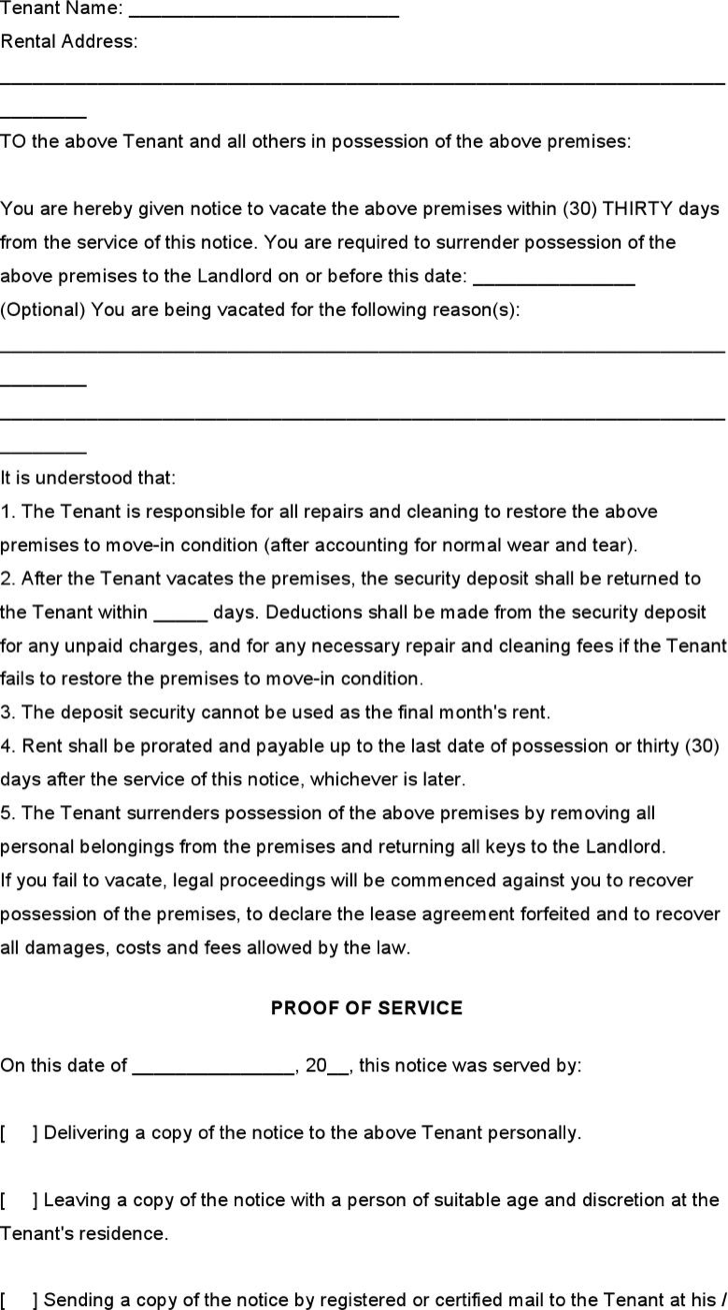 Tenant Name: _________________________
Rental Address:
___________________________________________________________________
________
TO the above Tenant and all others in possession of the above premises:
You are hereby given notice to vacate the above premises within (30) THIRTY days
from the service of this notice. You are required to surrender possession of the
above premises to the Landlord on or before this date: _______________
(Optional) You are being vacated for the following reason(s):
___________________________________________________________________
________
___________________________________________________________________
________
It is understood that:
1. The Tenant is responsible for all repairs and cleaning to restore the above
premises to move-in condition (after accounting for normal wear and tear).
2. After the Tenant vacates the premises, the security deposit shall be returned to
the Tenant within _____ days. Deductions shall be made from the security deposit
for any unpaid charges, and for any necessary repair and cleaning fees if the Tenant
fails to restore the premises to move-in condition.
3. The deposit security cannot be used as the final month's rent.
4. Rent shall be prorated and payable up to the last date of possession or thirty (30)
days after the service of this notice, whichever is later.
5. The Tenant surrenders possession of the above premises by removing all
personal belongings from the premises and returning all keys to the Landlord.
If you fail to vacate, legal proceedings will be commenced against you to recover
possession of the premises, to declare the lease agreement forfeited and to recover
all damages, costs and fees allowed by the law.
PROOF OF SERVICE
On this date of _______________, 20__, this notice was served by:
[ ] Delivering a copy of the notice to the above Tenant personally.
[ ] Leaving a copy of the notice with a person of suitable age and discretion at the
Tenant's residence.
[ ] Sending a copy of the notice by registered or certified mail to the Tenant at his /